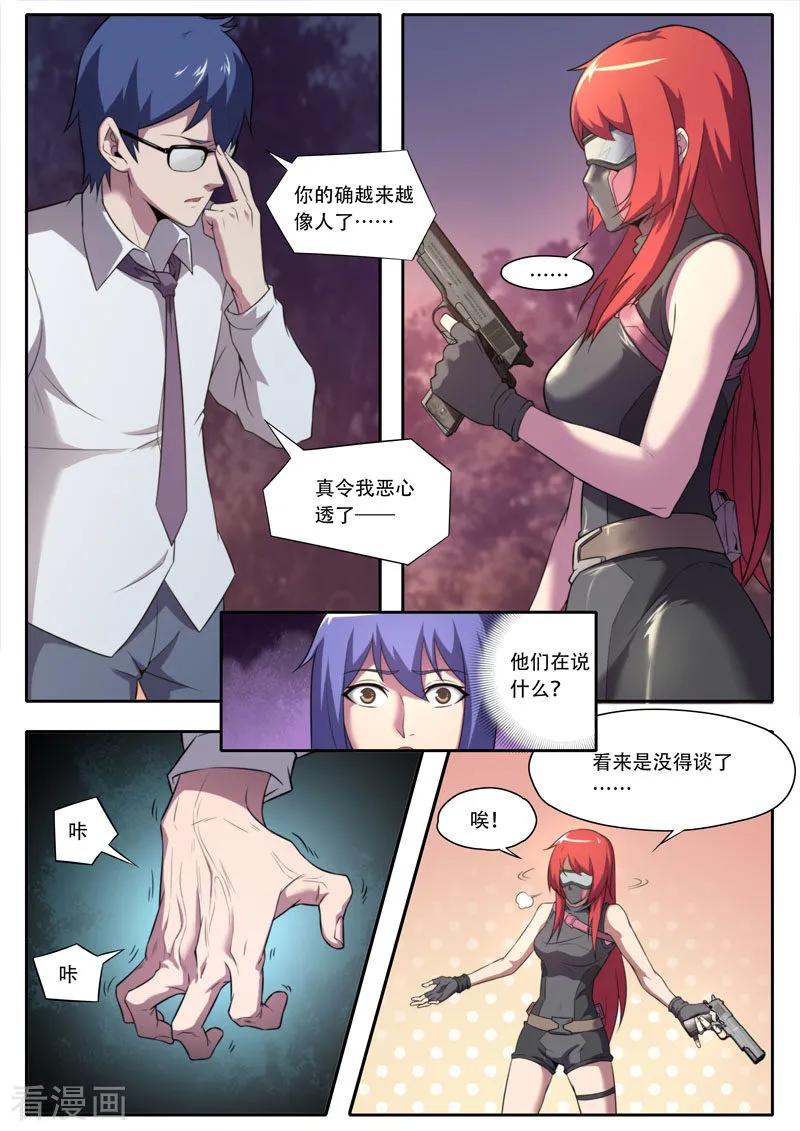 你的确越来越
像人了……
……
真令我恶心
透了——
他们在说
什么?
咔
咔
唉!
看来是没得谈了
……
看漫画